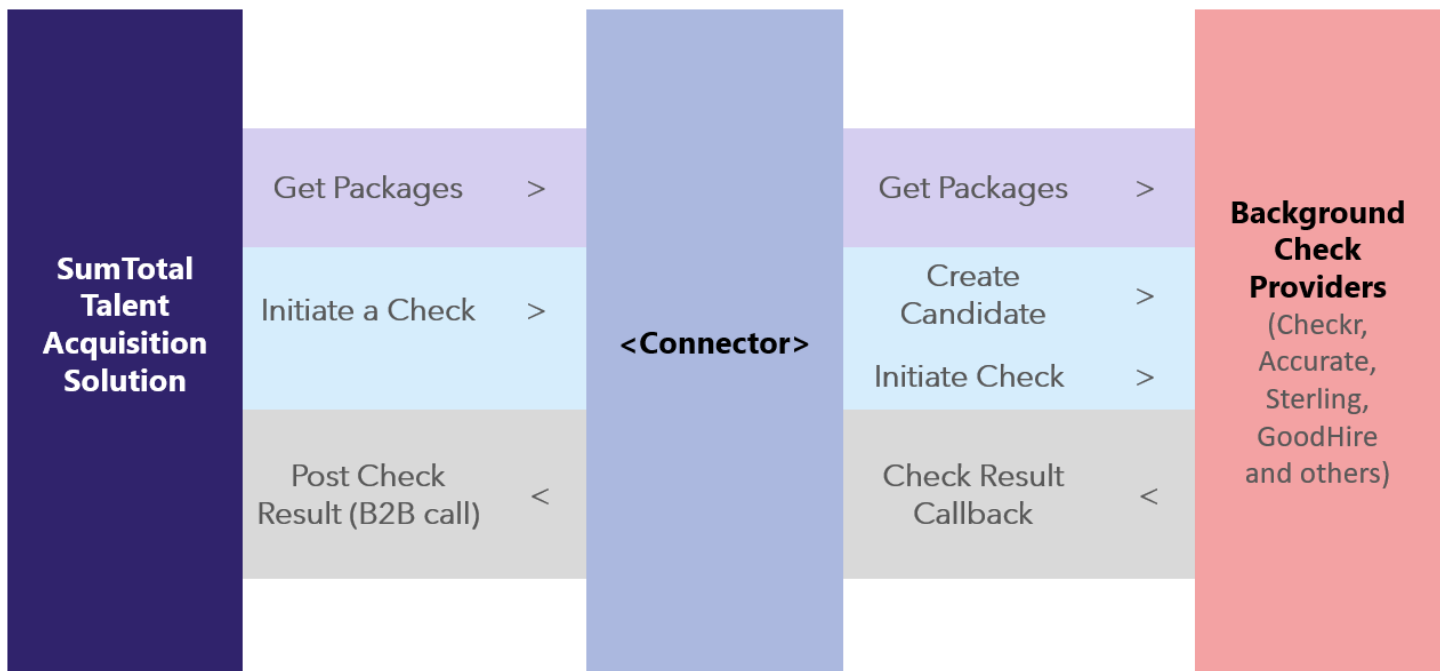 SumTotal
Talent
Acquisition
Solution
Get Packages >
Initiate a Check >
Post Check
Result (B2B call) <
<Connector>
Get Packages >
Create
Candidate >
Initiate Check >
Check Result
Callback <
Background
Check
Providers
(Checkr,
Accurate,
Sterling,
GoodHire
and others)